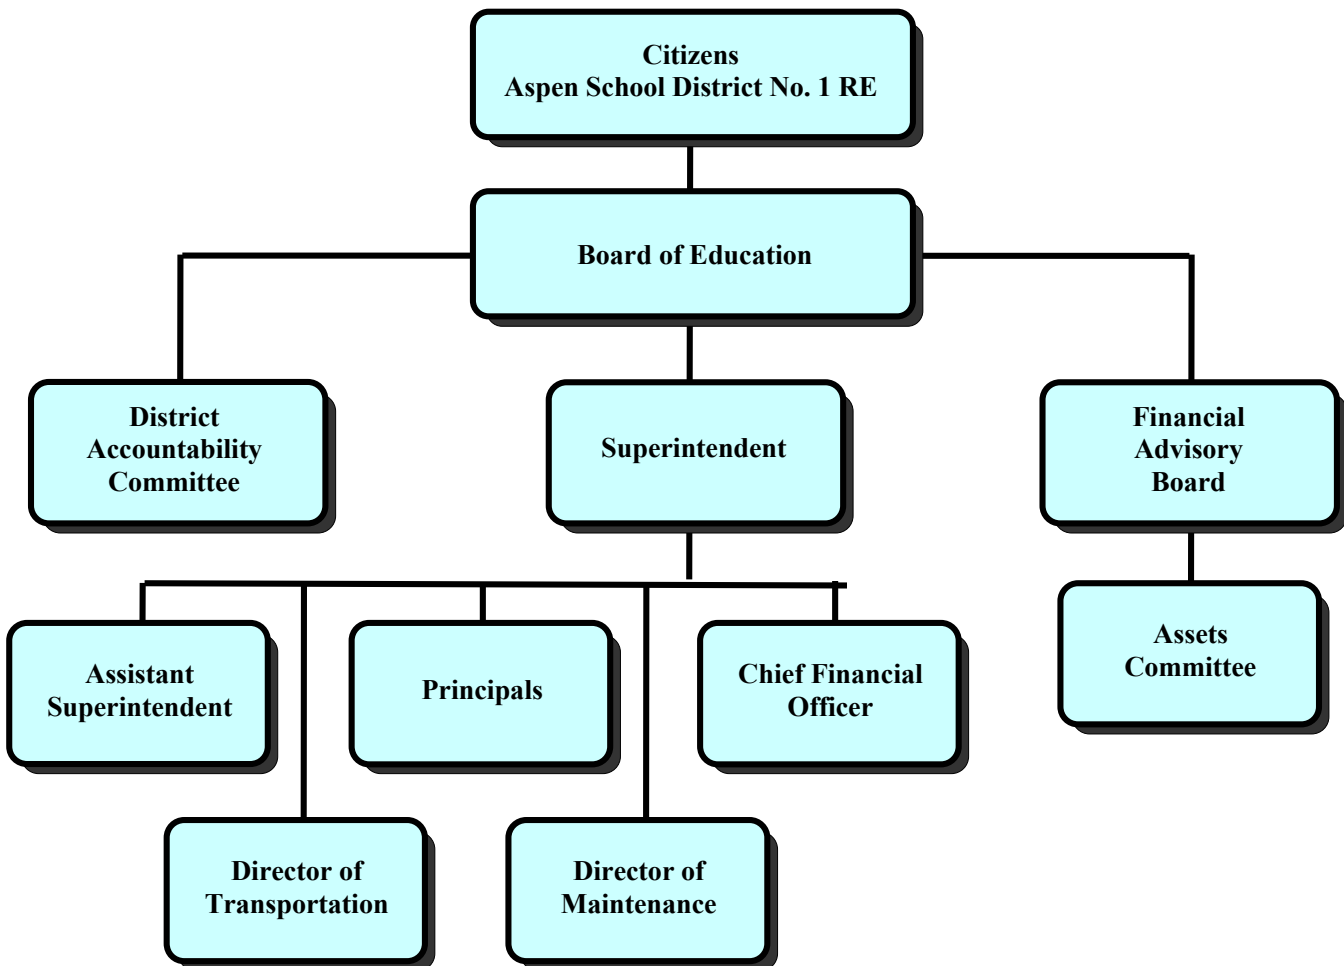 Citizens
Aspen School District No. 1 RE
Board of Education
District
Accountability
Committee
Superintendent
Financial
Advisory
Board
Assistant
Superintendent
Principals
Chief Financial
Officer
Assets
Committee
Director of
Transportation
Director of
Maintenance